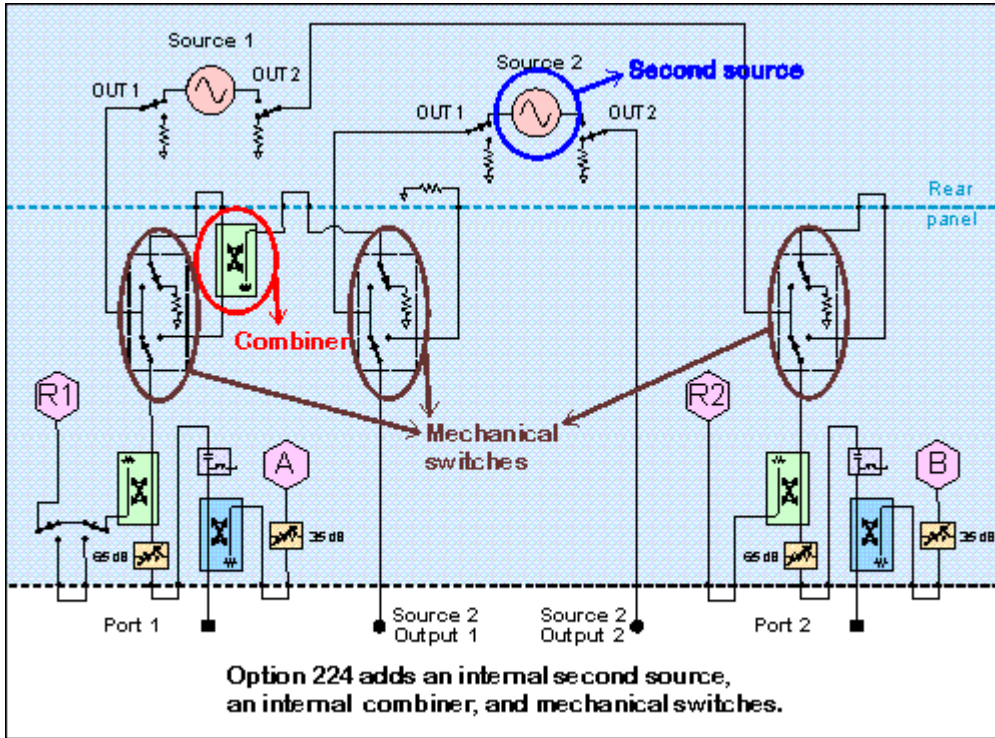 Source 1
OUT 1
OUT 2
Source 2
Second source
OUT 1
OUT 2
Rear
panel
Combiner
R1
R2
Mechanical
switches
A
B
65 dB
35 dB
65 dB
35 dB
Port 1
Source 2
Output 1
Source 2
Output 2
Port 2
Option 224 adds an internal second source,
an internal combiner, and mechanical switches.